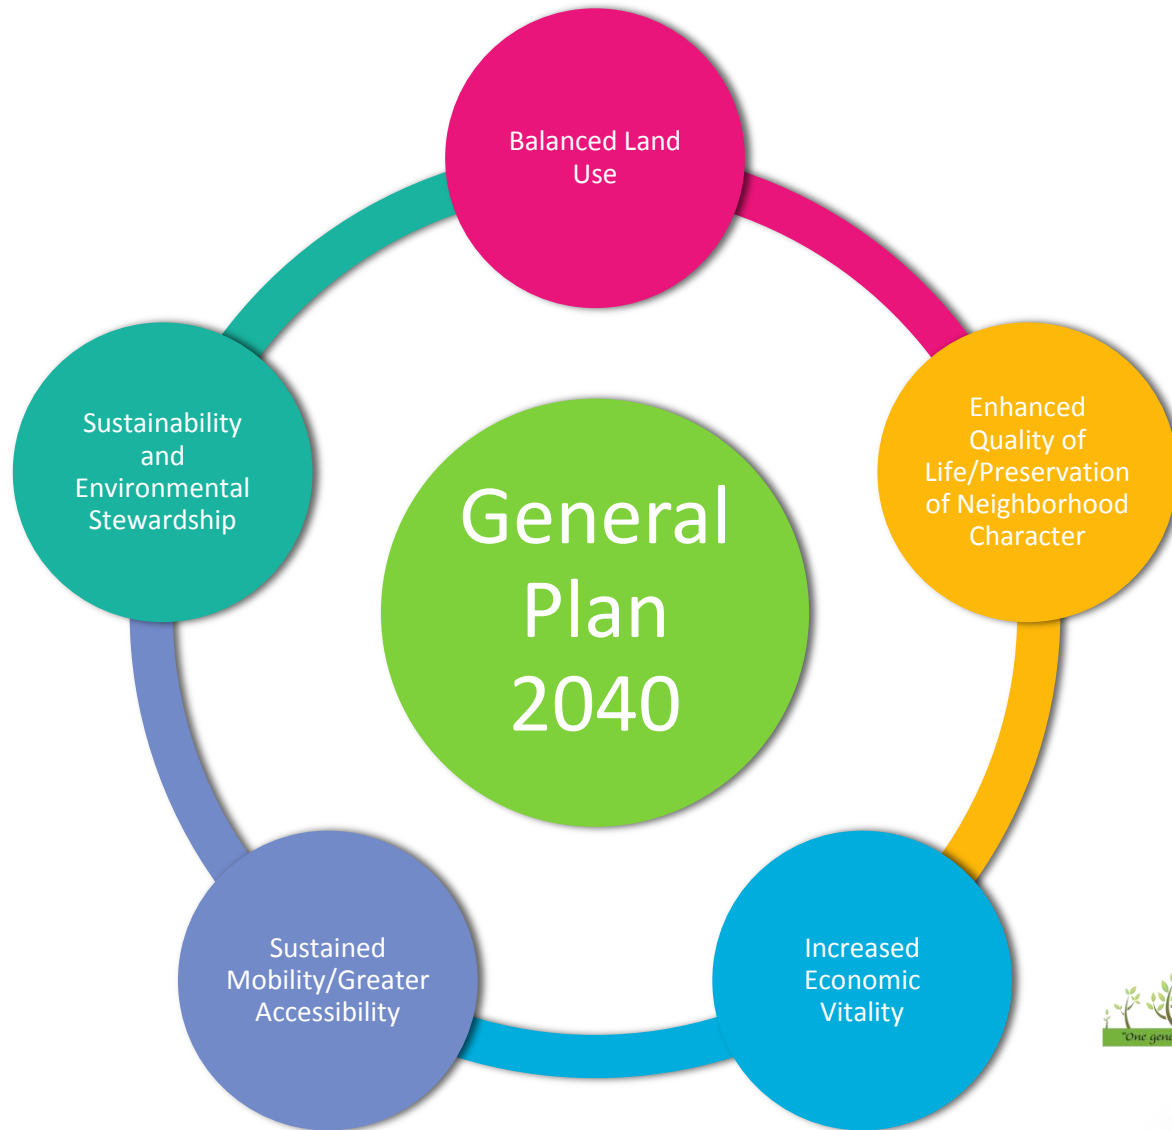 Balanced Land
Use
Enhanced
Quality of
Life/Preservation
of Neighborhood
Character
Sustainability
and
Environmental
Stewardship
General
Plan
2040
Increased
Economic
Vitality
Sustained
Mobility/Greater
Accessibility
"One